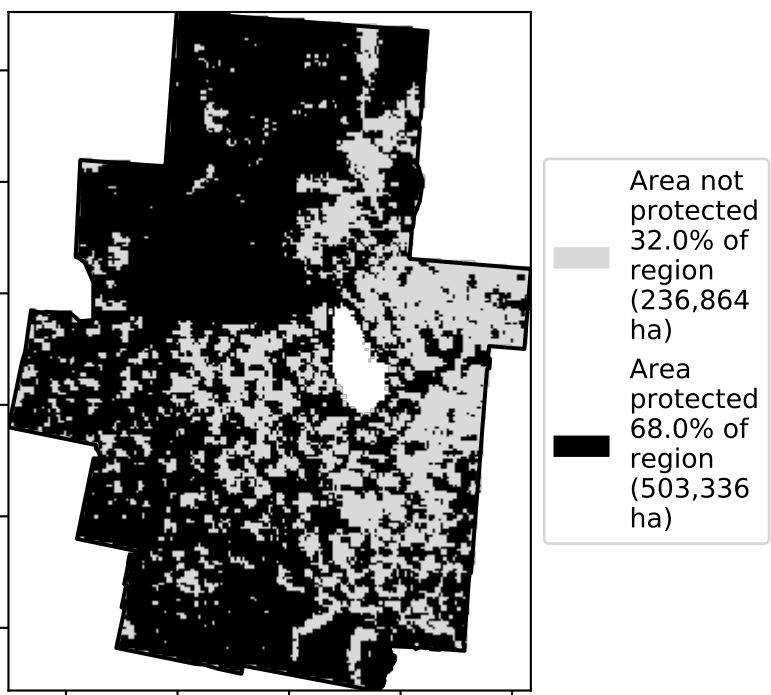 Area not
protected
32.0% of
region
(236,864
ha)
Area
protected
68.0% of
region
(503,336
ha)